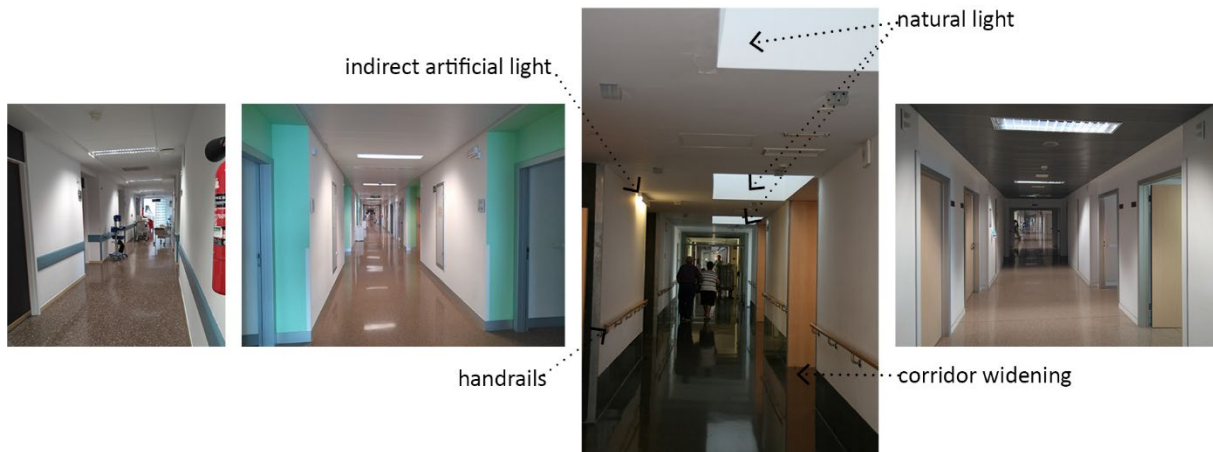 natural light
indirect artificial light
handrails
corridor widening